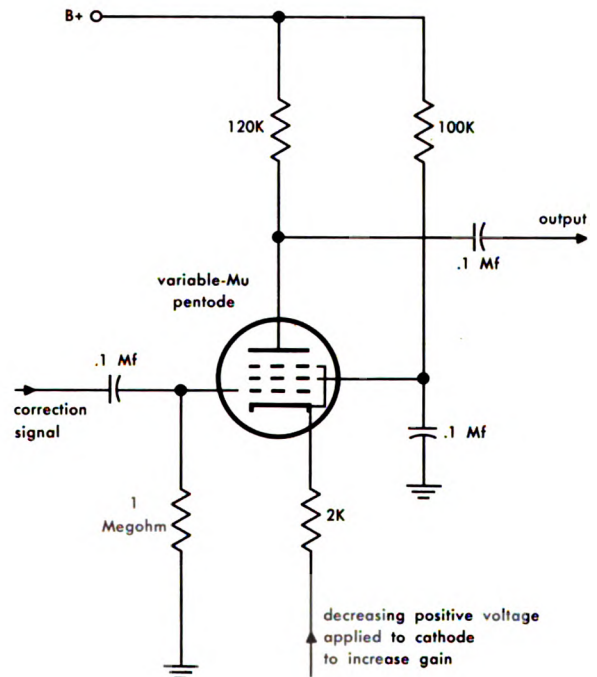 B+
120K
100K
output
.1 Mf
variable-Mu
pentode
.1 Mf
correction
signal
.1 Mf
1
Megohm
2K
decreasing positive voltage
applied to cathode
to increase gain